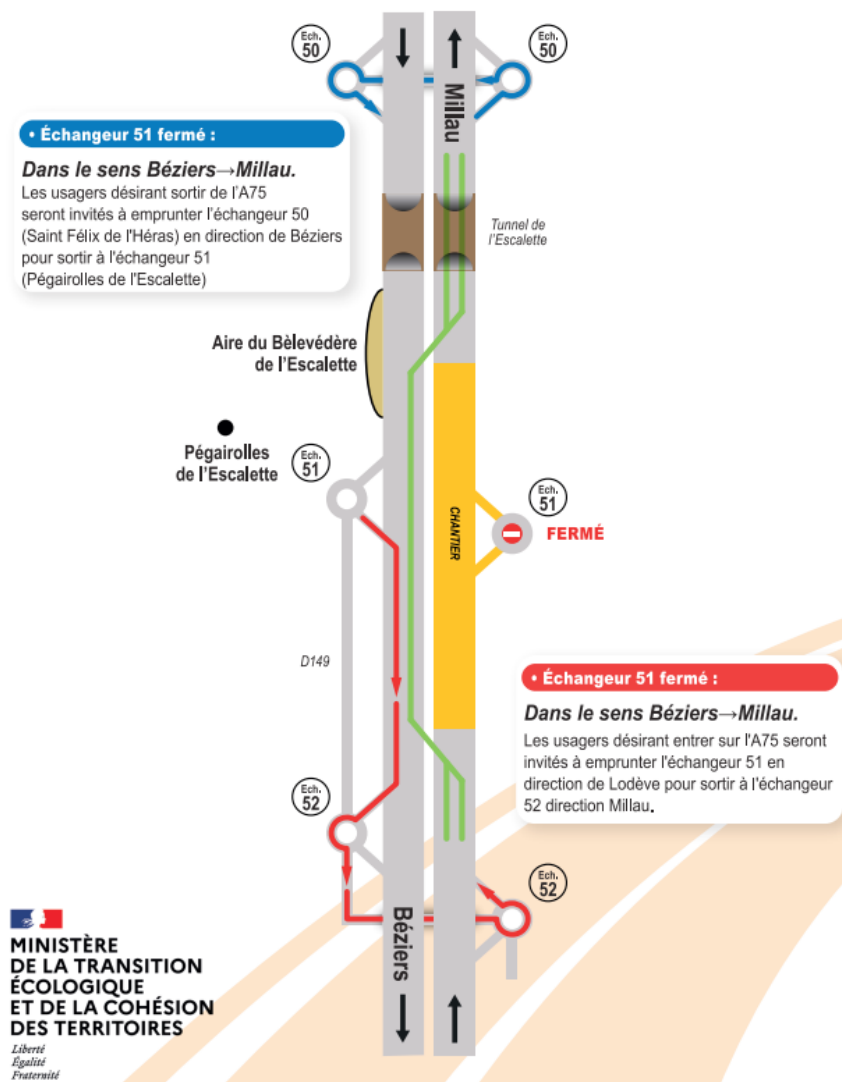 Ech.
50
Ech.
50
Millau
• Échangeur 51 fermé :
Dans le sens Béziers→Millau.
Les usagers désirant sortir de l'A75
seront invités à emprunter l'échangeur 50
(Saint Félix de l'Héras) en direction de Béziers
pour sortir à l'échangeur 51
(Pégairolles de l'Escalette)
Tunnel de
l'Escalette
Aire du Bèlevédère
de l'Escalette
Pégairolles
de l'Escalette
Ech.
51
Ech.
51
FERMÉ
CHANTIER
D149
• Échangeur 51 fermé :
Dans le sens Béziers→Millau.
Les usagers désirant entrer sur l'A75 seront
invités à emprunter l'échangeur 51 en
direction de Lodève pour sortir à l'échangeur
52 direction Millau.
Ech.
52
Ech.
52
Béziers
MINISTÈRE
DE LA TRANSITION
ÉCOLOGIQUE
ET DE LA COHÉSION
DES TERRITOIRES
Liberté
Égalité
Fraternité